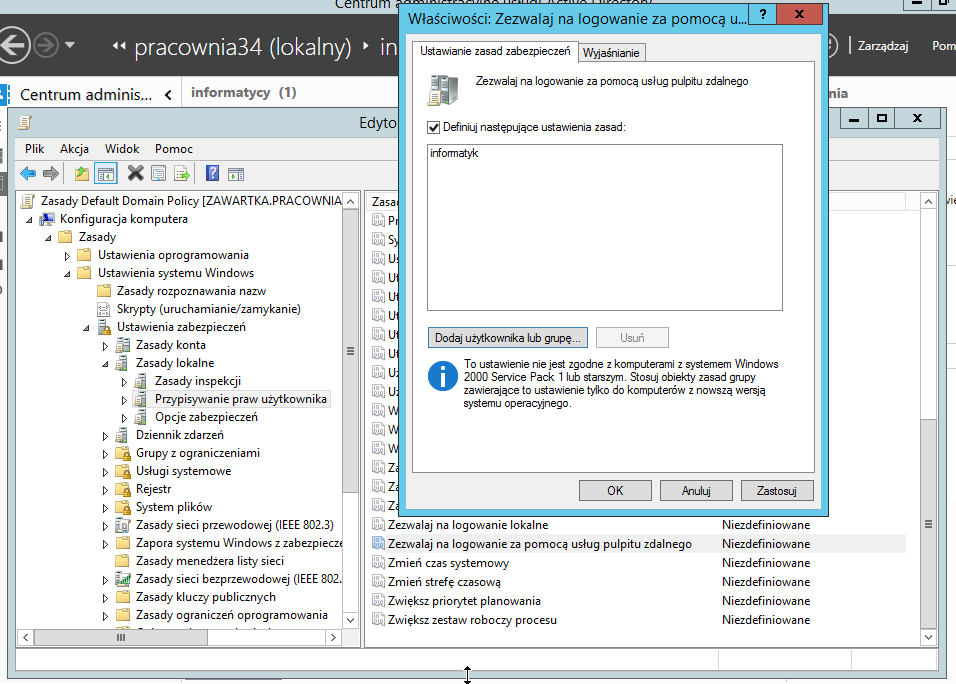 Centrum administracyjne usługi Active Directory
Właściwości: Zezwalaj na logowanie za pomocą u...
?
x
pracownia34 (lokalny)
in
Zarządzaj
Pom
Ustawianie zasad zabezpieczeń
Wyjaśnianie
Centrum adminis...
informatycy (1)
nia
Zezwalaj na logowanie za pomocą usług pulpitu zdalnego
Edyto
Definiuj następujące ustawienia zasad:
Plik Akcja Widok Pomoc
informatyk
Zasady Default Domain Policy [ZAWARTKA.PRACOWNIA
Zasa
Konfiguracja komputera
Zasady
Ustawienia oprogramowania
Ustawienia systemu Windows
Zasady rozpoznawania nazw
Skrypty (uruchamianie/zamykanie)
Ustawienia zabezpieczeń
Zasady konta
Zasady lokalne
Zasady inspekcji
Przypisywanie praw użytkownika
Opcje zabezpieczeń
Dziennik zdarzeń
Grupy z ograniczeniami
Usługi systemowe
Rejestr
System plików
Zasady sieci przewodowej (IEEE 802.3)
Zapora systemu Windows z zabezpiecze
Zasady menedżera listy sieci
Zasady sieci bezprzewodowej (IEEE 802.
Zasady kluczy publicznych
Zasady ograniczeń oprogramowania
Dodaj użytkownika lub grupę...
Usuń
To ustawienie nie jest zgodne z komputerami z systemem Windows
2000 Service Pack 1 lub starszym. Stosuj obiekty zasad grupy
zawierające to ustawienie tylko do komputerów z nowszą wersją
systemu operacyjnego.
OK
Anuluj
Zastosuj
Zezwalaj na logowanie lokalne Niezdefiniowane
Zezwalaj na logowanie za pomocą usług pulpitu zdalnego Niezdefiniowane
Zmień czas systemowy Niezdefiniowane
Zmień strefę czasową Niezdefiniowane
Zwiększ priorytet planowania Niezdefiniowane
Zwiększ zestaw roboczy procesu Niezdefiniowane